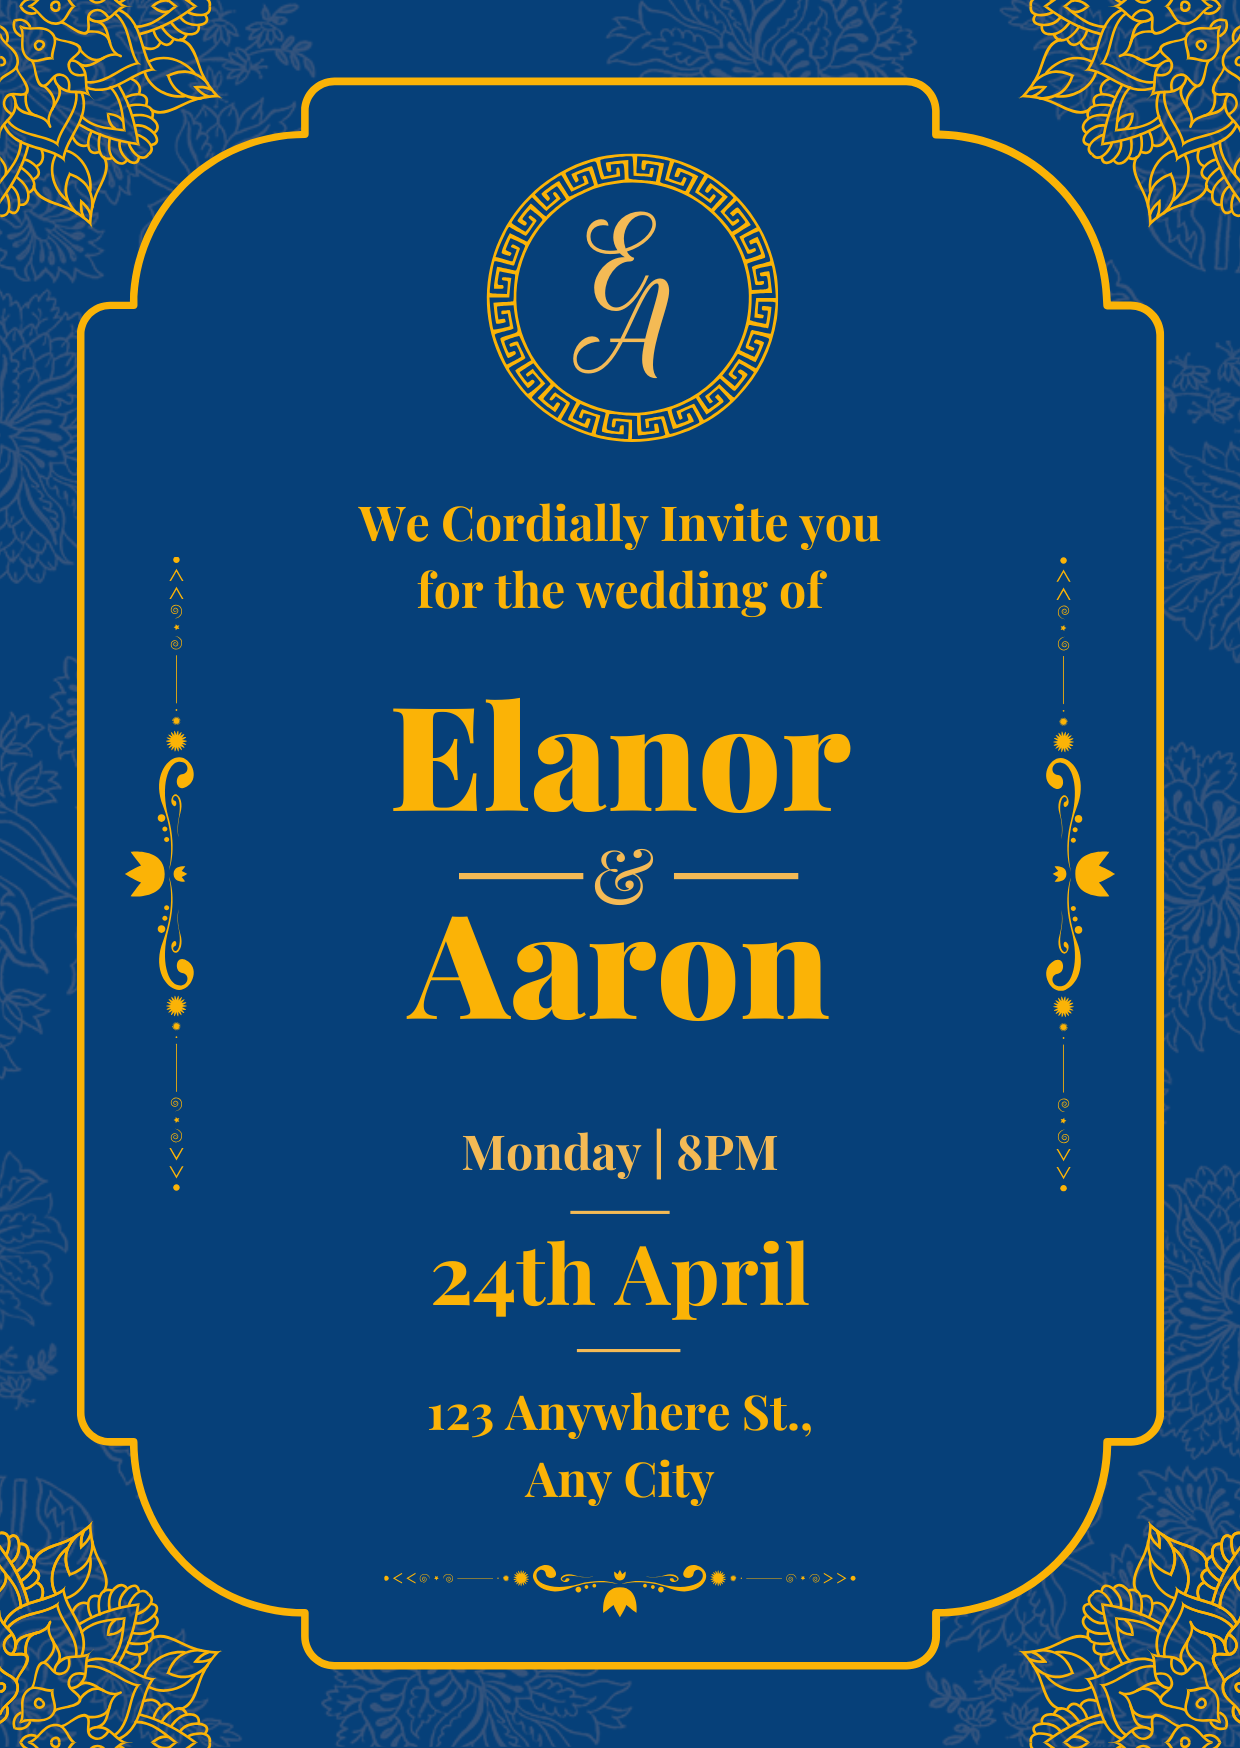 E
A
We Cordially Invite you
for the wedding of
Elanor
&
Aaron
Monday | 8PM
24th April
123 Anywhere St.,
Any City